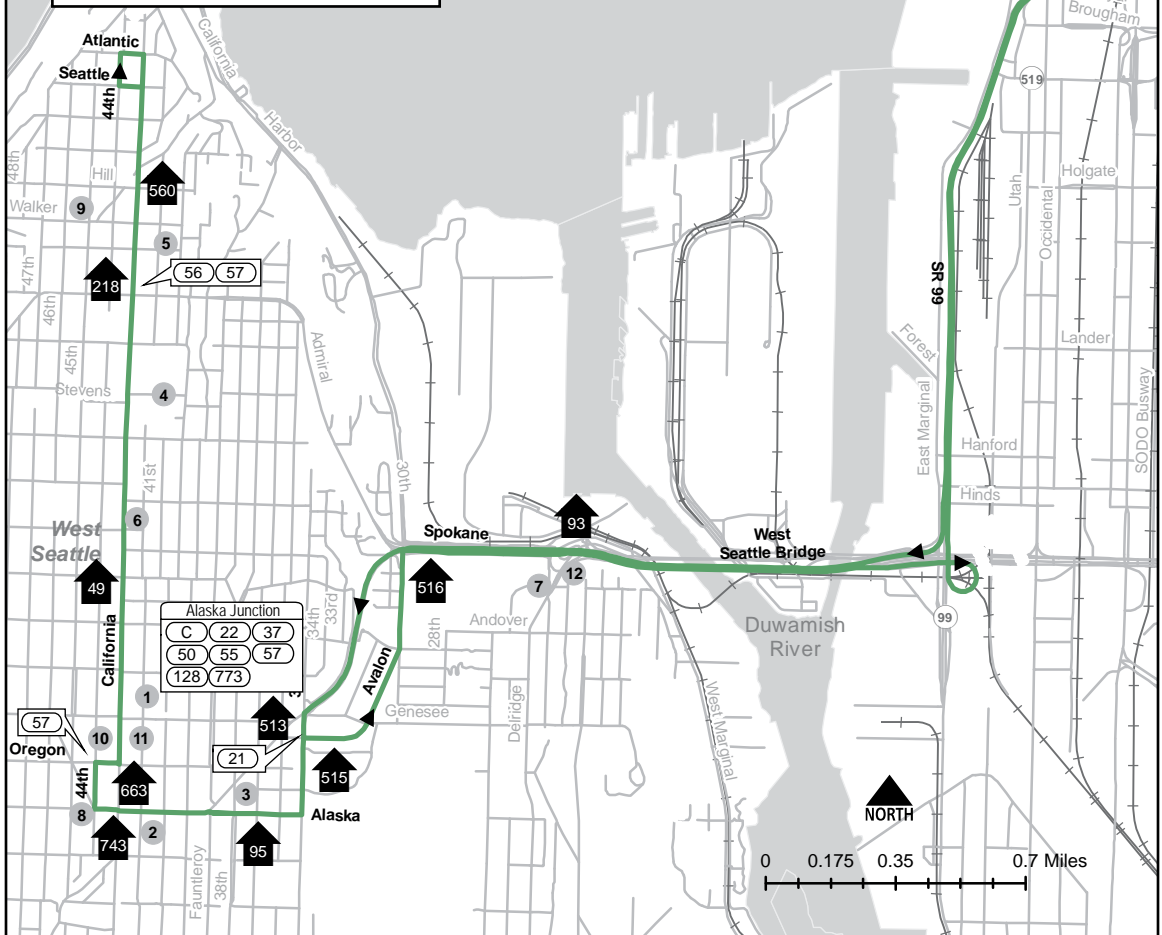 Brougham
Atlantic
California
Seattle
519
44th
Harbor
48th
Hill
560
Holgate
Utah
Walker
9
Occidental
5
47th
56 57
218
SR 99
46th
Forest
Lander
Admiral
45th
Stevens
4
East Marginal
SODO Busway
Hanford
41st
30th
Hinds
6
93
West
Seattle
Spokane
West
Seattle Bridge
49
516
7
12
Alaska Junction
C 22 37
50 55 57
128 773
34th
33rd
28th
Andover
99
Duwamish
River
California
Avalon
1
513
Genesee
Delridge
West Marginal
57
Oregon
10
11
21
515
44th
663
3
8
Alaska
NORTH
743
2
95
Fauntleroy
38th
0 0.175 0.35 0.7 Miles